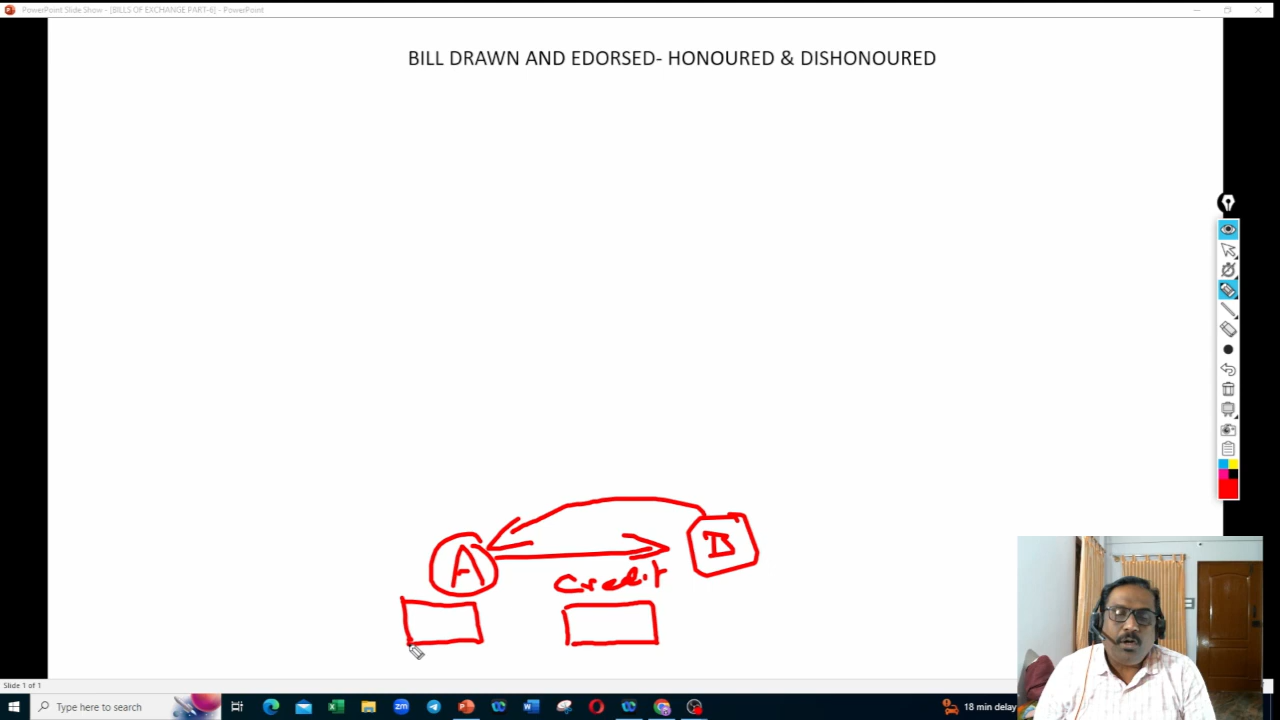 PowerPoint Slide Show - [BILLS OF EXCHANGE PART-6] - PowerPoint
BILL DRAWN AND EDORSED- HONOURED & DISHONOURED
A
B
Credit
Slide 1 of 1
Type here to search
18 min delay